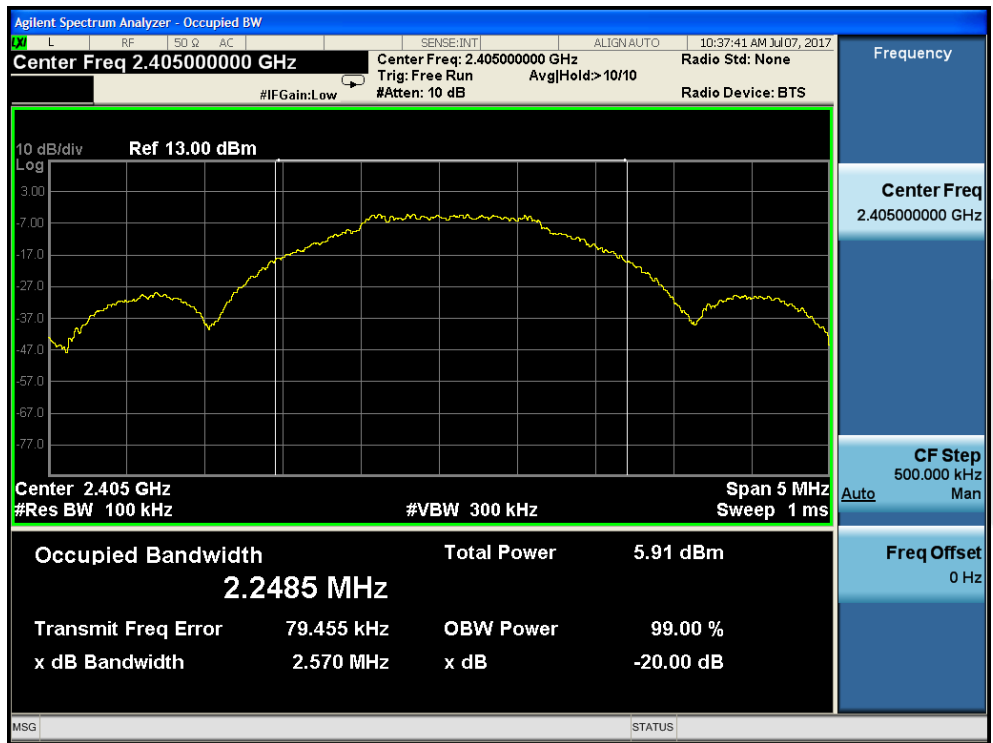 Agilent Spectrum Analyzer - Occupied BW
LXI L RF 50 Ω AC SENSE:INT ALIGN AUTO 10:37:41 AM Jul 07, 2017
Center Freq 2.405000000 GHz
Center Freq: 2.405000000 GHz
Radio Std: None
Trig: Free Run Avg|Hold:> 10/10
#IFGain:Low
#Atten: 10 dB
Radio Device: BTS
10 dB/div Ref 13.00 dBm
Log
3.00
-7.00
-17.0
-27.0
-37.0
-47.0
-57.0
-67.0
-77.0
Center 2.405 GHz
Span 5 MHz
#Res BW 100 kHz
#VBW 300 kHz
Sweep 1 ms
Occupied Bandwidth
2.2485 MHz
Total Power 5.91 dBm
Transmit Freq Error 79.455 kHz
OBW Power 99.00 %
x dB Bandwidth 2.570 MHz
x dB -20.00 dB
MSG
STATUS
Frequency
Center Freq
2.405000000 GHz
CF Step
500.000 kHz
Auto Man
Freq Offset
0 Hz